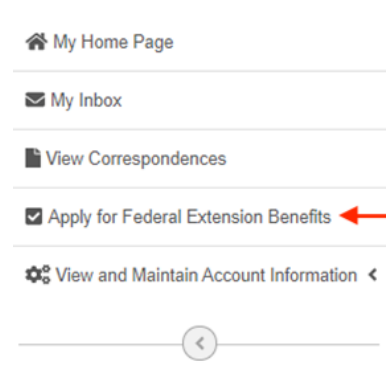 My Home Page
My Inbox
View Correspondences
Apply for Federal Extension Benefits
View and Maintain Account Information